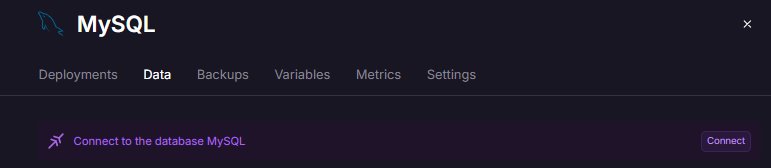 MySQL
Deployments Data Backups Variables Metrics Settings
Connect to the database MySQL Connect